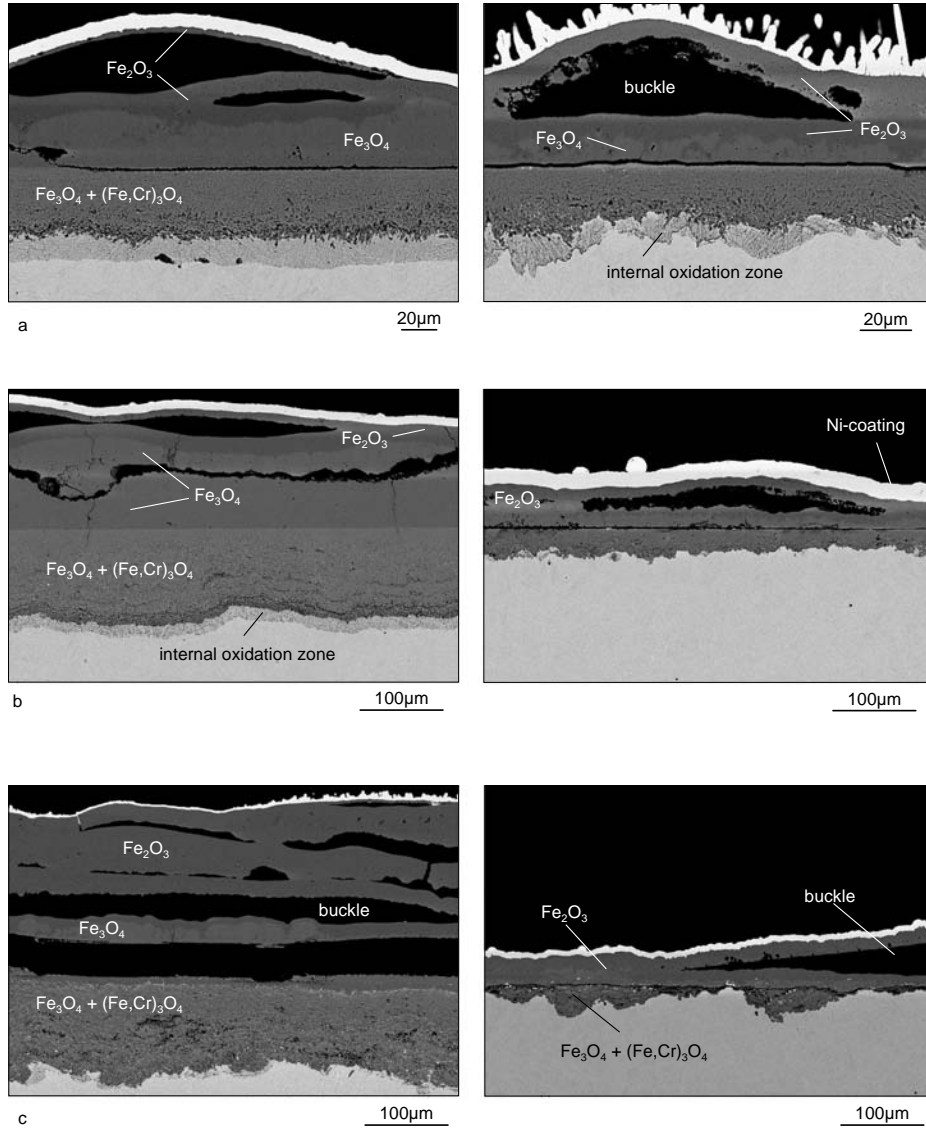 Fe2O3
Fe3O4
Fe3O4 + (Fe,Cr)3O4
buckle
Fe2O3
Fe3O4
internal oxidation zone
a
20µm
20µm
Fe2O3
Fe3O4
Fe3O4 + (Fe,Cr)3O4
internal oxidation zone
Ni-coating
Fe2O3
b
100µm
100µm
Fe2O3
buckle
Fe3O4
Fe3O4 + (Fe,Cr)3O4
buckle
Fe2O3
Fe3O4 + (Fe,Cr)3O4
c
100µm
100µm